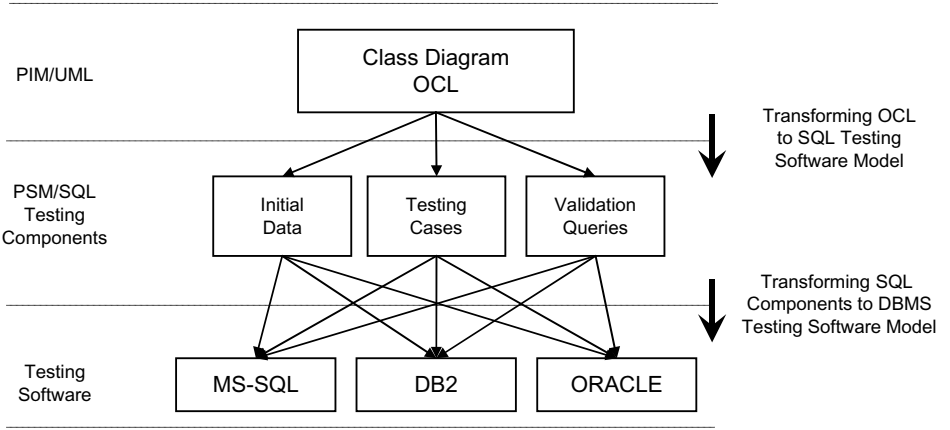 Class Diagram
OCL
PIM/UML
Transforming OCL
to SQL Testing
Software Model
PSM/SQL
Testing
Components
Initial
Data
Testing
Cases
Validation
Queries
Transforming SQL
Components to DBMS
Testing Software Model
Testing
Software
MS-SQL
DB2
ORACLE